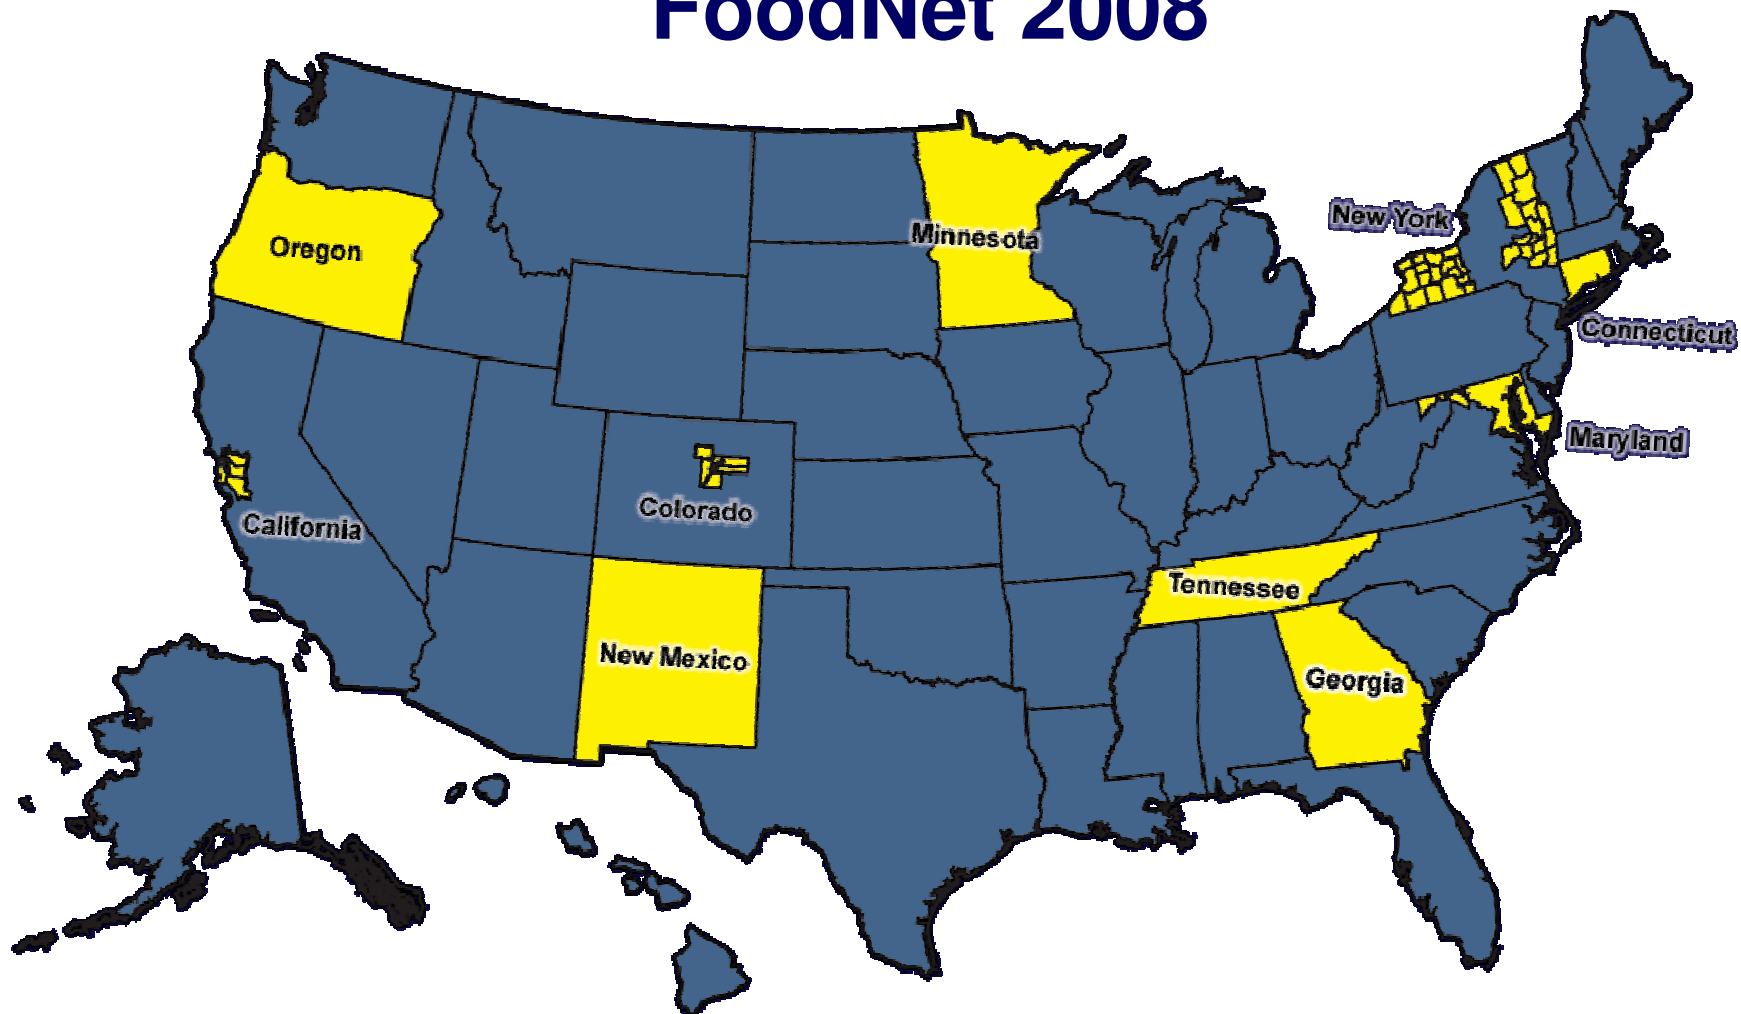 FoodNet 2008
New York
Minnesota
Oregon
Connecticut
Maryland
Colorado
California
Tennessee
New Mexico
Georgia